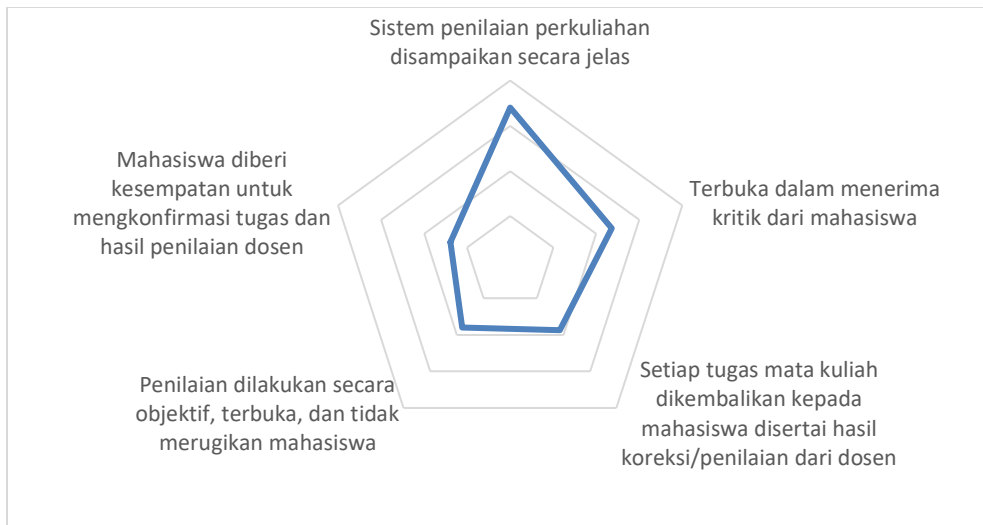 Sistem penilaian perkuliahan
disampaikan secara jelas
Terbuka dalam menerima
kritik dari mahasiswa
Setiap tugas mata kuliah
dikembalikan kepada
mahasiswa disertai hasil
koreksi/penilaian dari dosen
Penilaian dilakukan secara
objektif, terbuka, dan tidak
merugikan mahasiswa
Mahasiswa diberi
kesempatan untuk
mengkonfirmasi tugas dan
hasil penilaian dosen